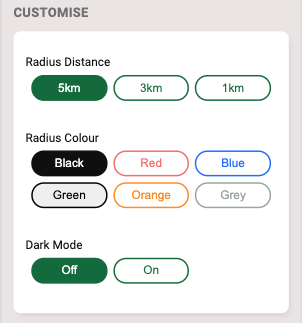 CUSTOMISE
Radius Distance
5km 3km 1km
Radius Colour
Black Red Blue
Green Orange Grey
Dark Mode
Off On